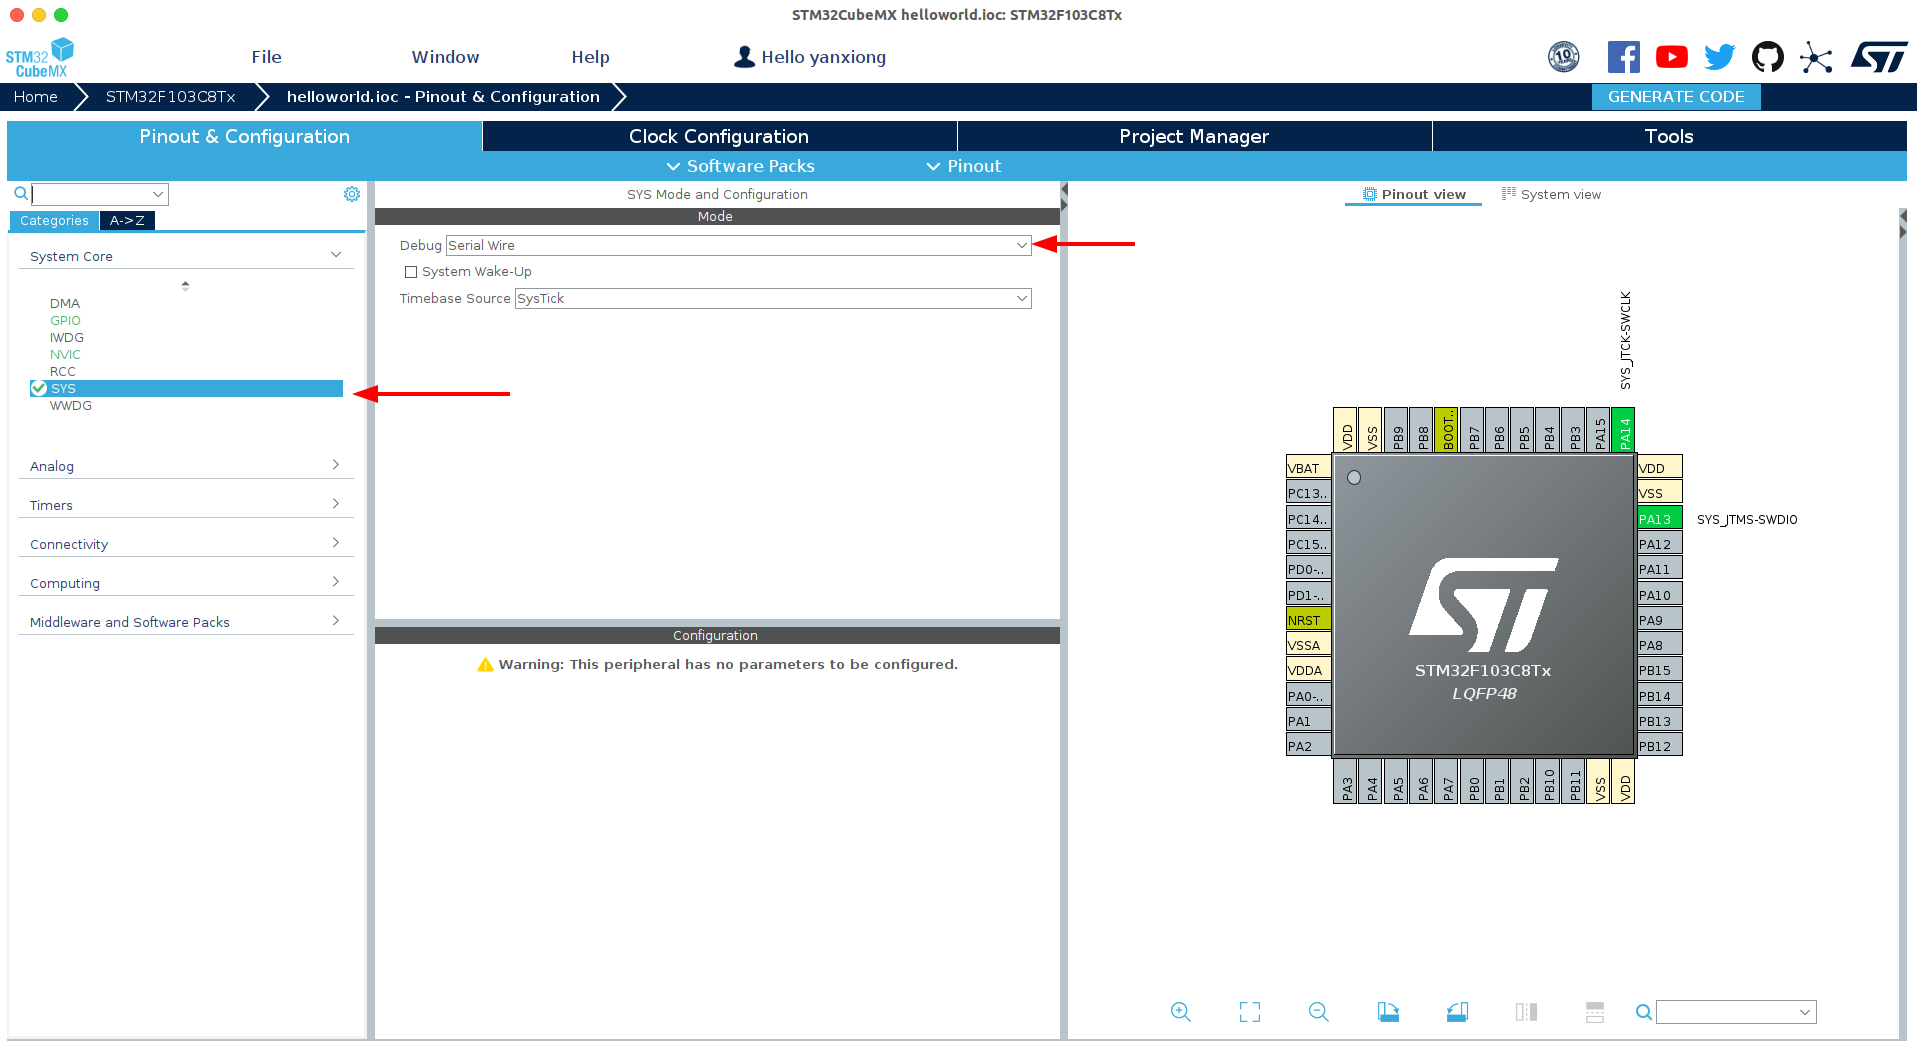 STM32CubeMX helloworld.ioc: STM32F103C8Tx
STM32
CubeMX
File
Window
Help
Hello yanxiong
10
Home
STM32F103C8Tx
helloworld.ioc - Pinout & Configuration
GENERATE CODE
Pinout & Configuration
Clock Configuration
Project Manager
Tools
Software Packs
Pinout
Categories
A->Z
System Core
DMA
GPIO
IWDG
NVIC
RCC
SYS
WWDG
Analog
Timers
Connectivity
Computing
Middleware and Software Packs
SYS Mode and Configuration
Mode
Debug Serial Wire
System Wake-Up
Timebase Source SysTick
Configuration
Warning: This peripheral has no parameters to be configured.
Pinout view
System view
SYS_JTCK-SWCLK
VDD
VSS
PB9
PB8
BOOT..
PB7
PB6
PB5
PB4
PB3
PA15
PA14
VBAT
PC13..
PC14..
PC15..
PD0-..
PD1-..
NRST
VSSA
VDDA
PA0-..
PA1
PA2
VDD
VSS
PA13
SYS_JTMS-SWDIO
PA12
PA11
PA10
PA9
PA8
PB15
PB14
PB13
PB12
ST
STM32F103C8Tx
LQFP48
PA3
PA4
PA5
PA6
PA7
PB0
PB1
PB2
PB10
PB11
VSS
VDD